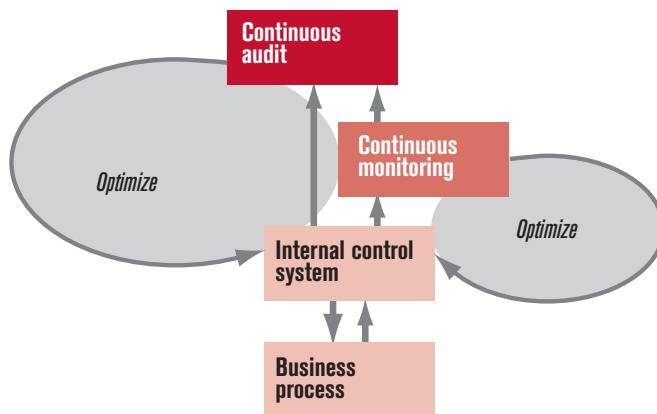 Continuous
audit
Continuous
monitoring
Optimize
Optimize
Internal control
system
Business
process